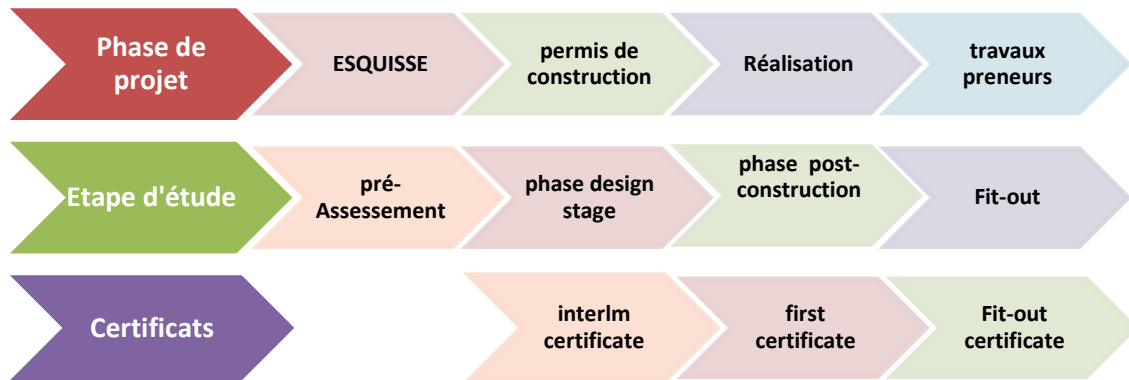 Phase de
projet
ESQUISSE
permis de
construction
Réalisation
travaux
preneurs
Etape d'étude
pré-
Assessement
phase design
stage
phase post-
construction
Fit-out
Certificats
interlm
certificate
first
certificate
Fit-out
certificate